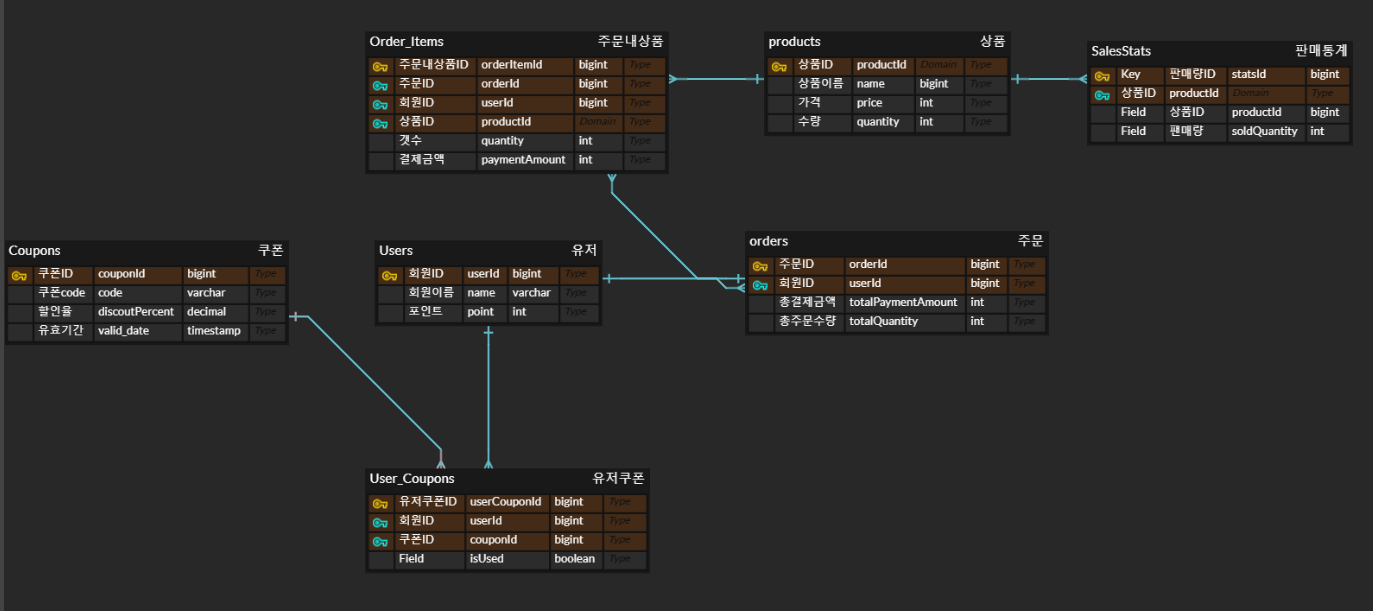 Order_Items 주문내상품
주문내상품ID orderItemId bigint Type
주문ID orderId bigint Type
회원ID userId bigint Type
상품ID productId Domain Type
갯수 quantity int Type
결제금액 paymentAmount int Type
products 상품
상품ID productId Domain Type
상품이름 name bigint Type
가격 price int Type
수량 quantity int Type
SalesStats 판매통계
Key 판매량ID statsId bigint
상품ID productId Domain Type
Field 상품ID productId bigint
Field 팬매량 soldQuantity int
Coupons 쿠폰
쿠폰ID couponId bigint Type
쿠폰code code varchar Type
할인율 discoutPercent decimal Type
유효기간 valid_date timestamp Type
Users 유저
회원ID userId bigint Type
회원이름 name varchar Type
포인트 point int Type
orders 주문
주문ID orderId bigint Type
회원ID userId bigint Type
총결제금액 totalPaymentAmount int Type
총주문수량 totalQuantity int Type
User_Coupons 유저쿠폰
유저쿠폰ID userCouponId bigint Type
회원ID userId bigint Type
쿠폰ID couponId bigint Type
Field isUsed boolean Type